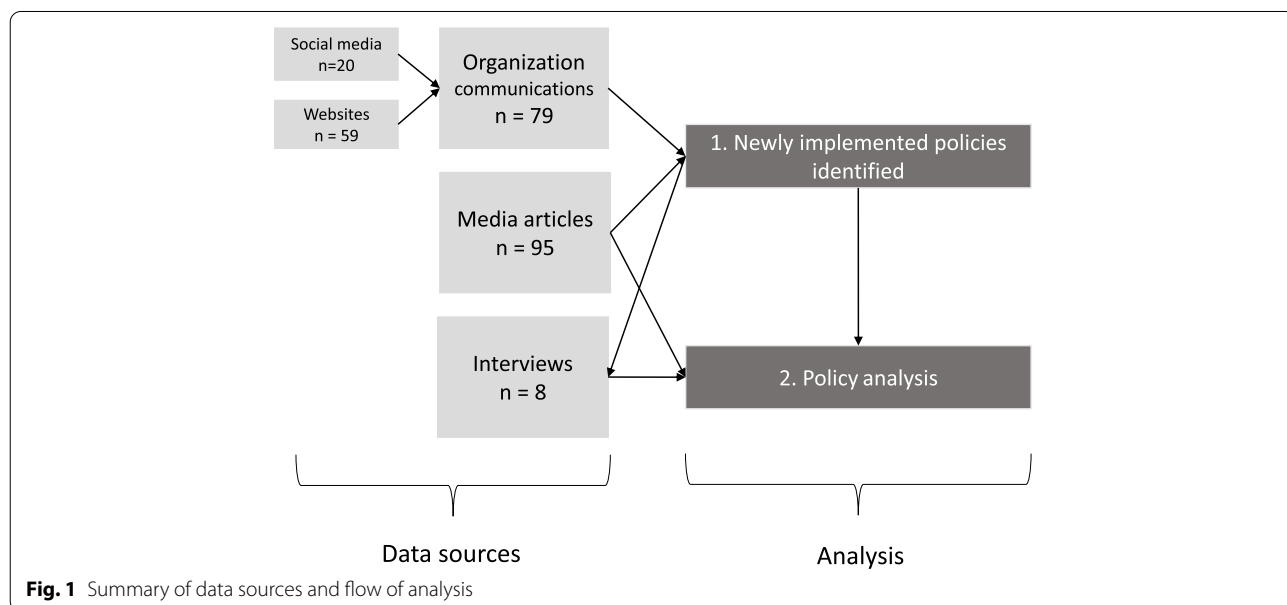 Social media
n=20
Websites
n = 59
Organization
communications
n = 79
Media articles
n = 95
Interviews
n = 8
1. Newly implemented policies
identified
2. Policy analysis
Data sources
Analysis
Fig. 1 Summary of data sources and flow of analysis